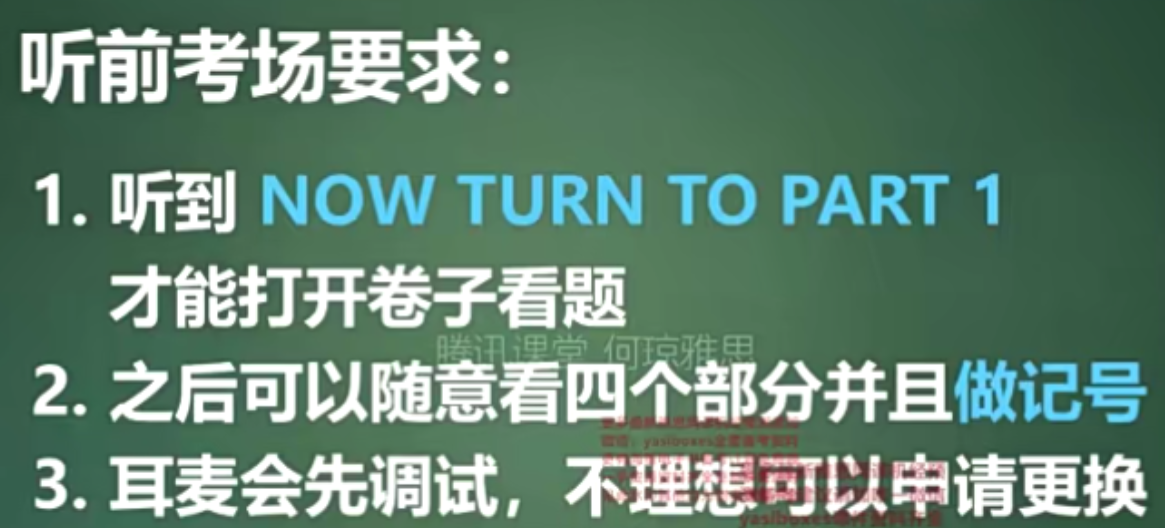 听前考场要求：
1. 听到 NOW TURN TO PART 1
才能打开卷子看题
腾讯课堂 何琼雅思
2. 之后可以随意看四个部分并且做记号
3. 耳麦会先调试，不理想可以申请更换